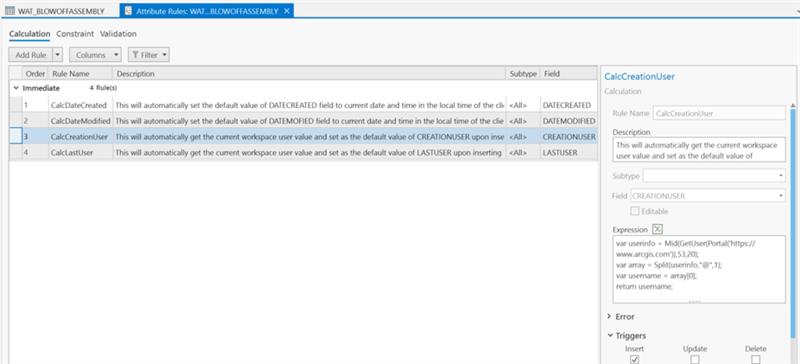 WAT_BLOWOFFASSEMBLY
Attribute Rules: WAT...BLOWOFFASSEMBLY
Calculation Constraint Validation
Add Rule Columns Filter
Order Rule Name Description Subtype Field
Immediate 4 Rule(s)
1 CalcDateCreated This will automatically set the default value of DATECREATED field to current date and time in the local time of the clie <All> DATECREATED
2 CalcDateModified This will automatically set the default value of DATEMOFIED field to current date and time in the local time of the clie <All> DATEMODIFIED
3 CalcCreationUser This will automatically get the current workspace user value and set as the default value of CREATIONUSER upon inse <All> CREATIONUSER
4 CalcLastUser This will automatically get the current workspace user value and set as the default value of LASTUSER upon inserting <All> LASTUSER
CalcCreationUser
Calculation
Rule Name CalcCreationUser
Description
This will automatically get the current workspace
user value and set as the default value of
Subtype
Field CREATIONUSER
Editable
Expression
var userinfo = Mid(GetUser(Portal('https://
www.arcgis.com')),53,20);
var array = Split(userinfo,"@",1);
var username = array[0];
return username;
Error
Triggers
Insert Update Delete